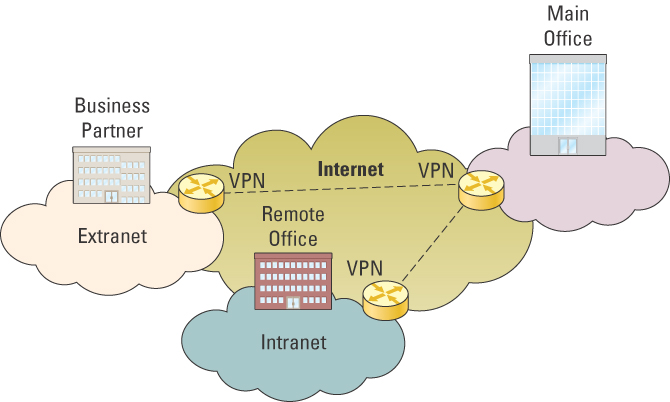 Main
Office
Business
Partner
Internet
VPN
VPN
Remote
Office
Extranet
VPN
Intranet